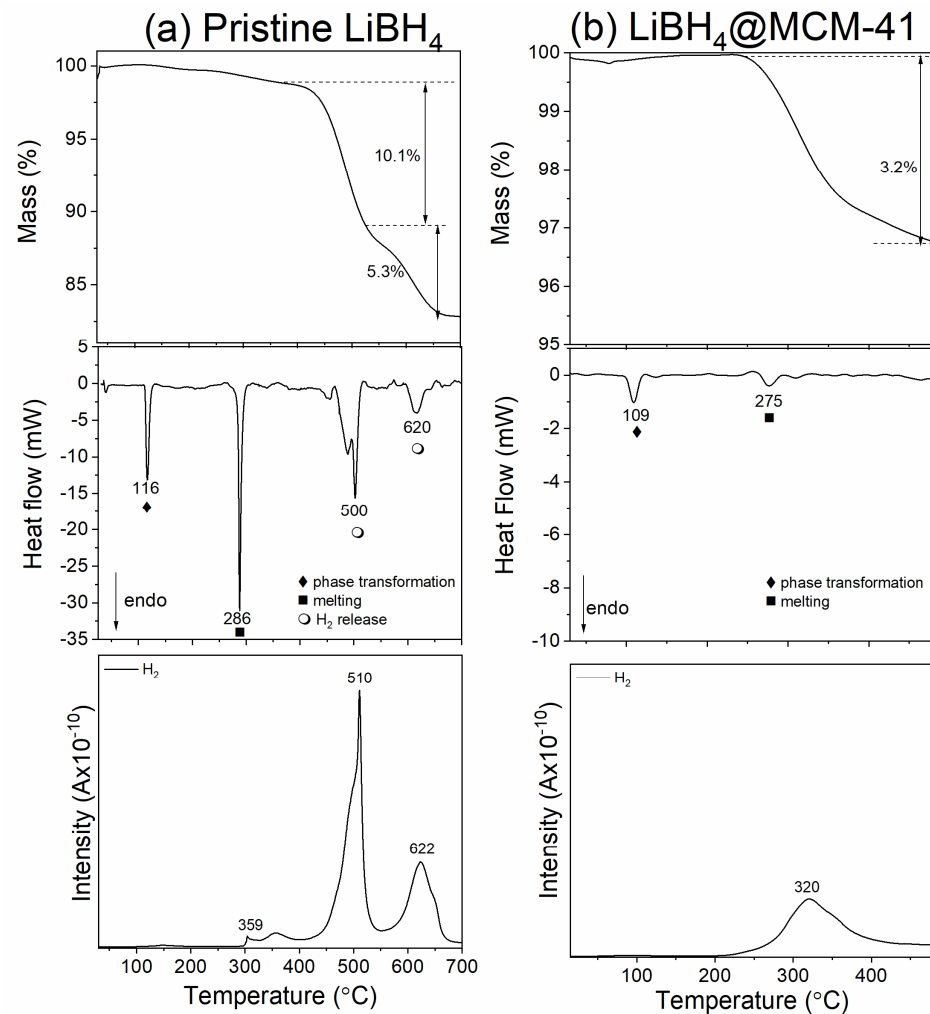 (a) Pristine LiBH4
100
95
90
85
Mass (%)
10.1%
5.3%
5
0
-5
-10
-15
-20
-25
-30
-35
Heat flow (mW)
116
286
500
620
endo
♦ phase transformation
■ melting
H2 release
H2
Intensity (Ax10-10)
359
510
622
100 200 300 400 500 600 700
Temperature (°C)
(b) LiBH4@MCM-41
100
99
98
97
96
95
Mass (%)
3.2%
0
-2
-4
-6
-8
-10
Heat Flow (mW)
109
275
endo
♦ phase transformation
■ melting
H2
Intensity (Ax10-10)
320
100 200 300 400
Temperature (°C)